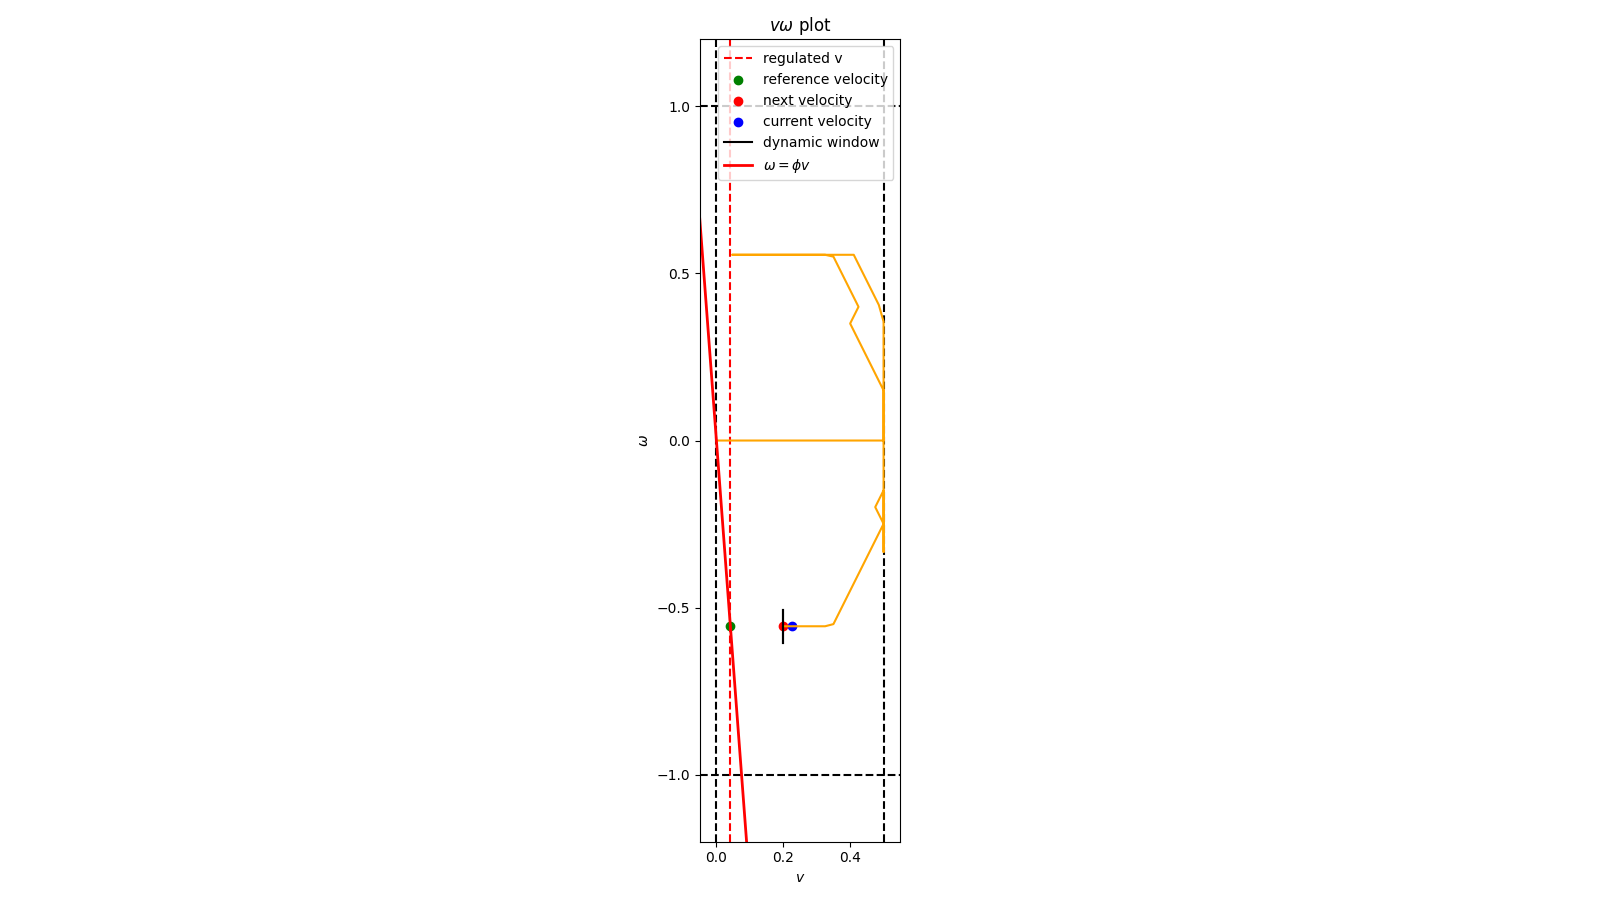 vω plot
regulated v
reference velocity
next velocity
current velocity
dynamic window
ω = ϕv
1.0
0.5
0.0
−0.5
−1.0
ω
0.0 0.2 0.4
v